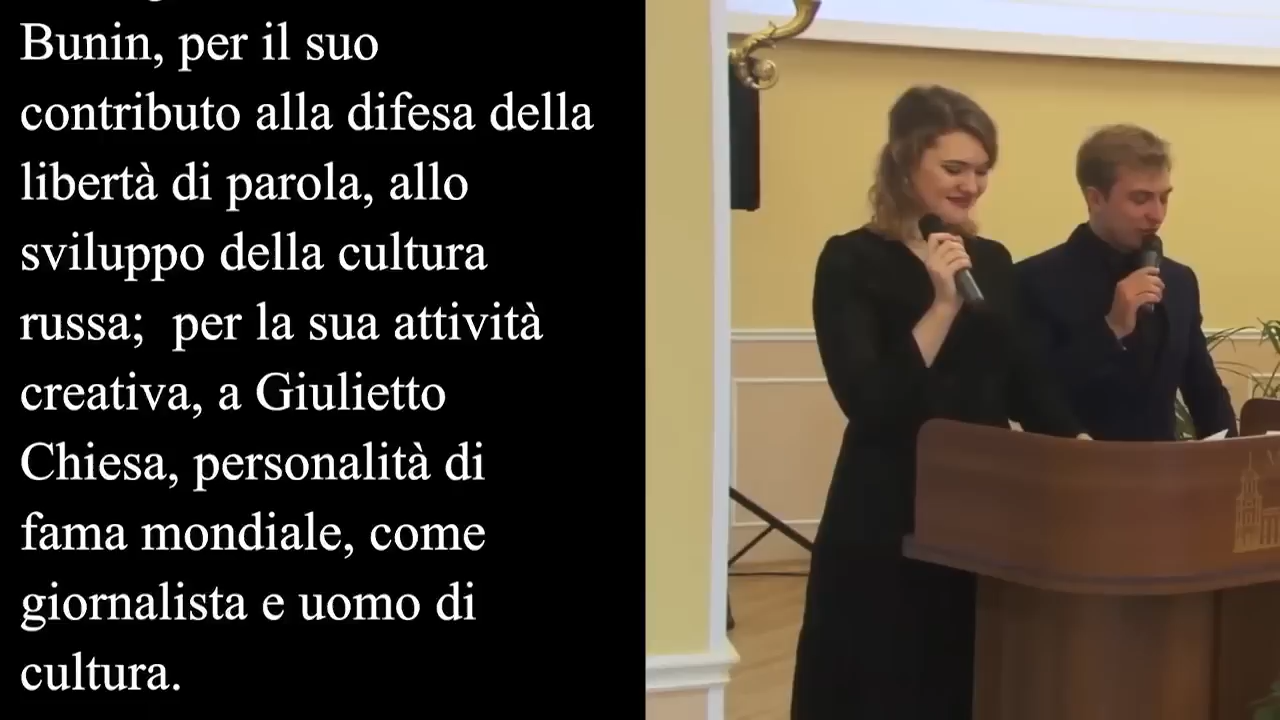 Bunin, per il suo
contributo alla difesa della
libertà di parola, allo
sviluppo della cultura
russa;  per la sua attività
creativa, a Giulietto
Chiesa, personalità di
fama mondiale, come
giornalista e uomo di
cultura.